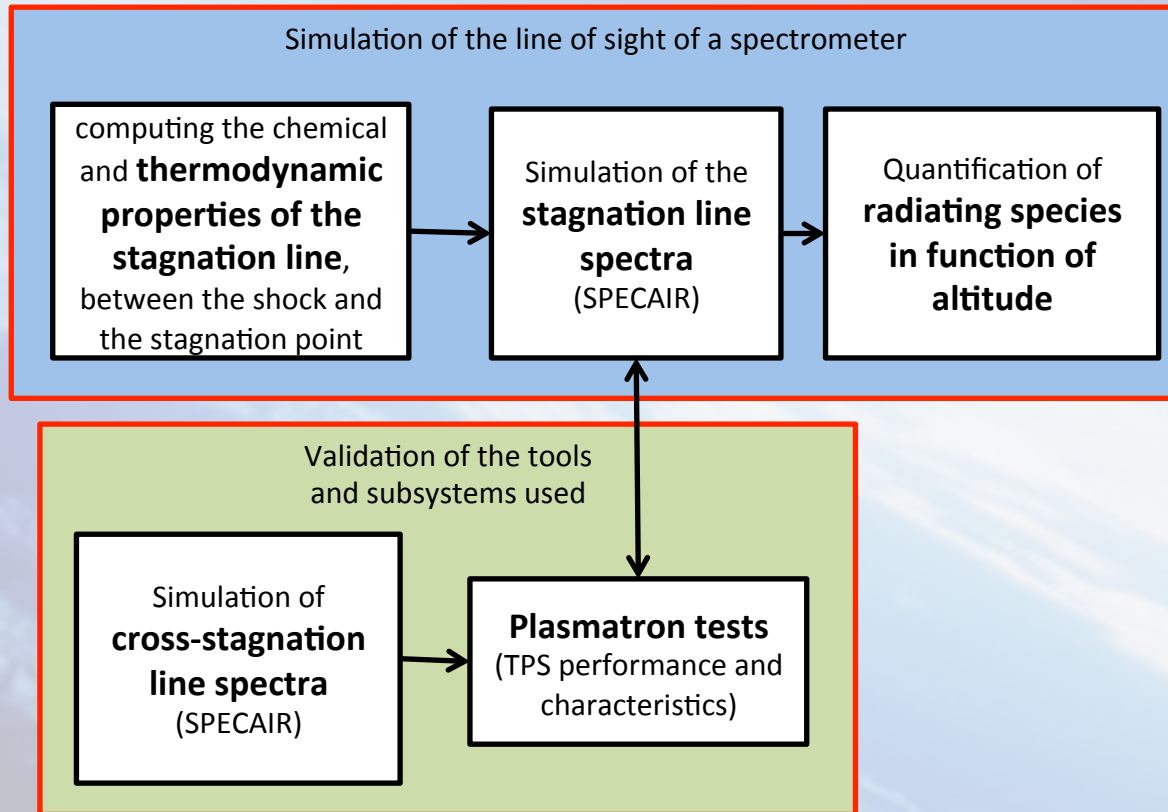 Simulation of the line of sight of a spectrometer
computing the chemical
and thermodynamic
properties of the
stagnation line,
between the shock and
the stagnation point
Simulation of the
stagnation line
spectra
(SPECAIR)
Quantification of
radiating species
in function of
altitude
Validation of the tools
and subsystems used
Simulation of
cross-stagnation
line spectra
(SPECAIR)
Plasmatron tests
(TPS performance and
characteristics)